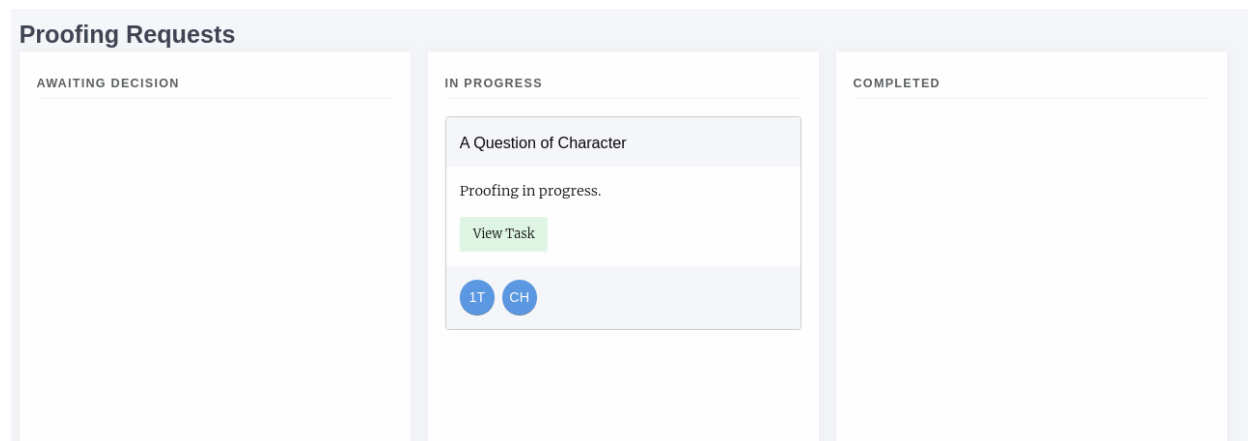 Proofing Requests
AWAITING DECISION
IN PROGRESS
A Question of Character
Proofing in progress.
View Task
1T CH
COMPLETED